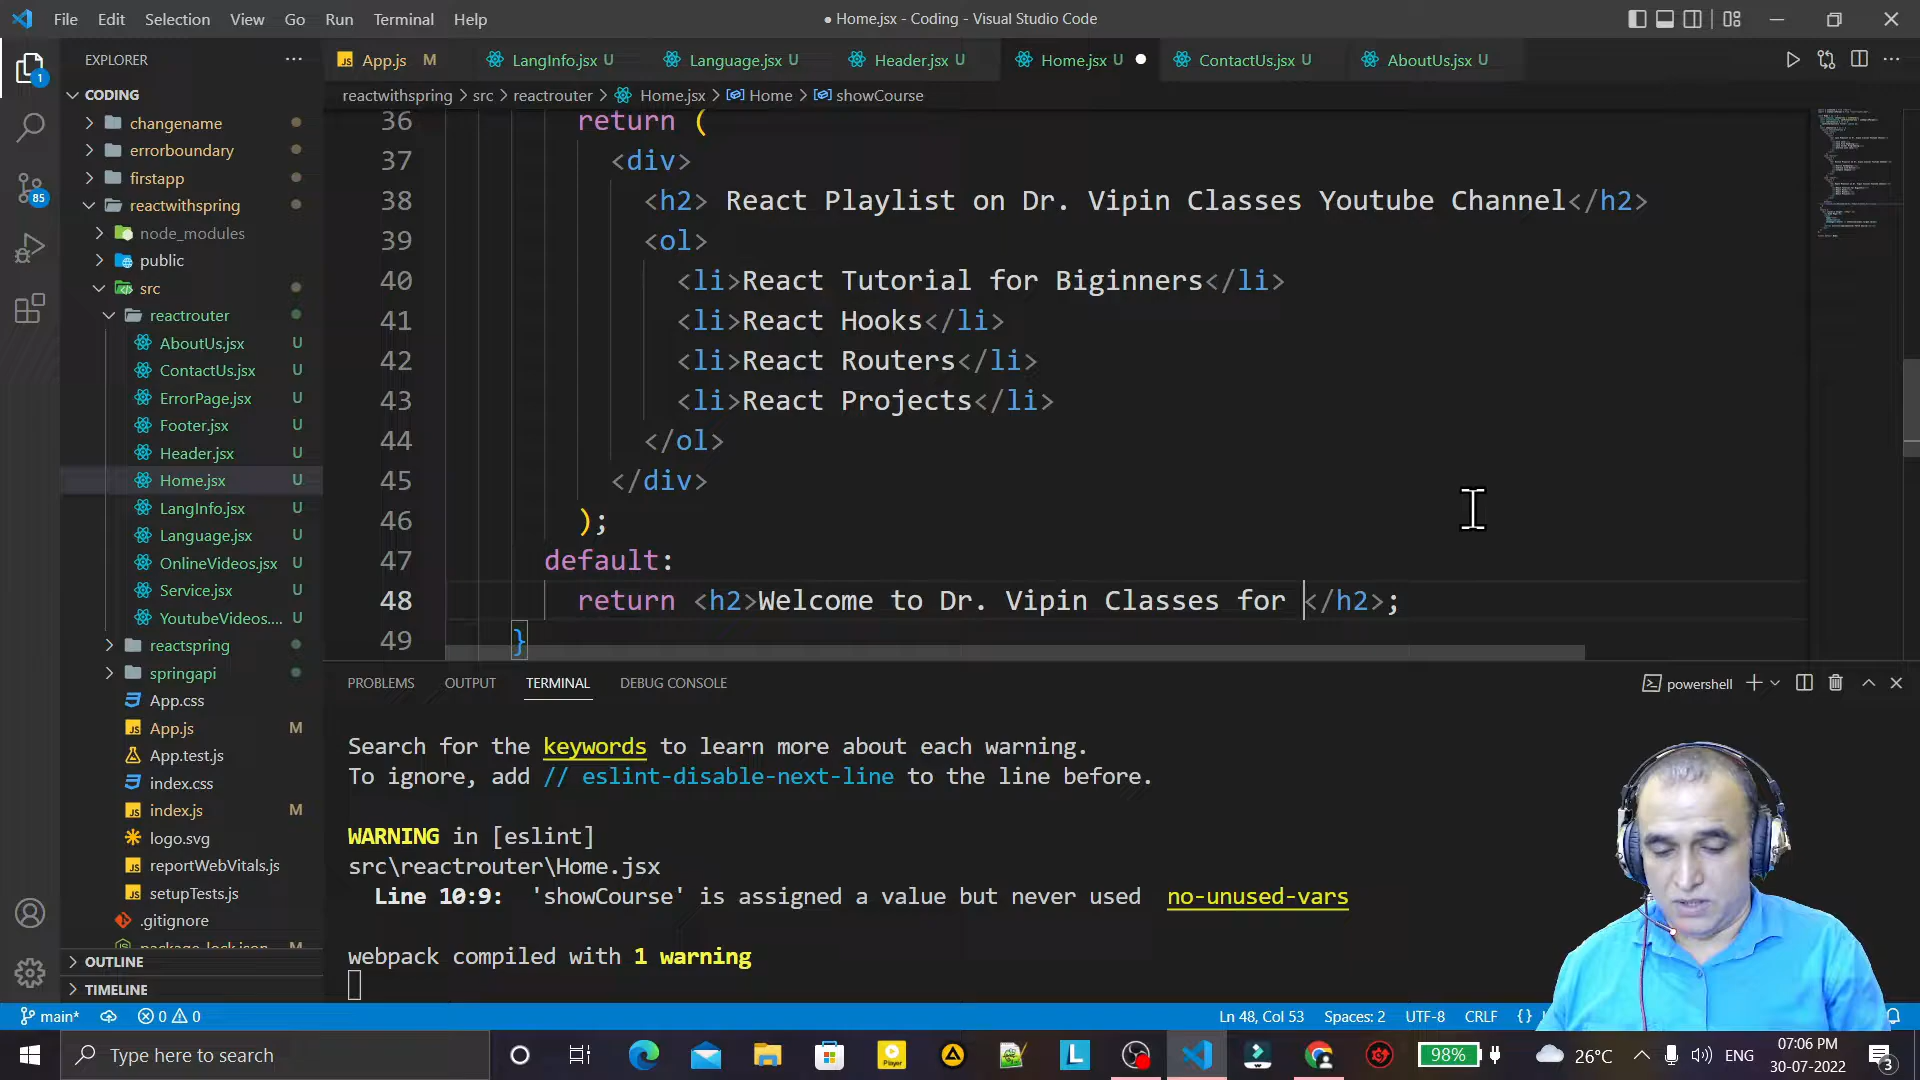 File Edit Selection View Go Run Terminal Help
● Home.jsx - Coding - Visual Studio Code
EXPLORER
App.js M
LangInfo.jsx U
Language.jsx U
Header.jsx U
Home.jsx U
ContactUs.jsx U
AboutUs.jsx U
reactwithspring > src > reactrouter > Home.jsx > Home > showCourse
1
85
CODING
changename
errorboundary
firstapp
reactwithspring
node_modules
public
src
reactrouter
AboutUs.jsx U
ContactUs.jsx U
ErrorPage.jsx U
Footer.jsx U
Header.jsx U
Home.jsx U
LangInfo.jsx U
Language.jsx U
OnlineVideos.jsx U
Service.jsx U
YoutubeVideos.... U
reactspring
springapi
App.css
App.js M
App.test.js
index.css
index.js M
logo.svg
reportWebVitals.js
setupTests.js
.gitignore
package-lock.json M
OUTLINE
TIMELINE
36 return (
37 <div>
38 <h2> React Playlist on Dr. Vipin Classes Youtube Channel</h2>
39 <ol>
40 <li>React Tutorial for Biginners</li>
41 <li>React Hooks</li>
42 <li>React Routers</li>
43 <li>React Projects</li>
44 </ol>
45 </div>
46 );
47 default:
48 return <h2>Welcome to Dr. Vipin Classes for </h2>;
49 }
PROBLEMS OUTPUT TERMINAL DEBUG CONSOLE
powershell
Search for the keywords to learn more about each warning.
To ignore, add // eslint-disable-next-line to the line before.
WARNING in [eslint]
src\reactrouter\Home.jsx
Line 10:9: 'showCourse' is assigned a value but never used no-unused-vars
webpack compiled with 1 warning
main* 0 0
Ln 48, Col 53 Spaces: 2 UTF-8 CRLF {}
Type here to search
Player
L
98%
26°C
ENG
07:06 PM
30-07-2022
3